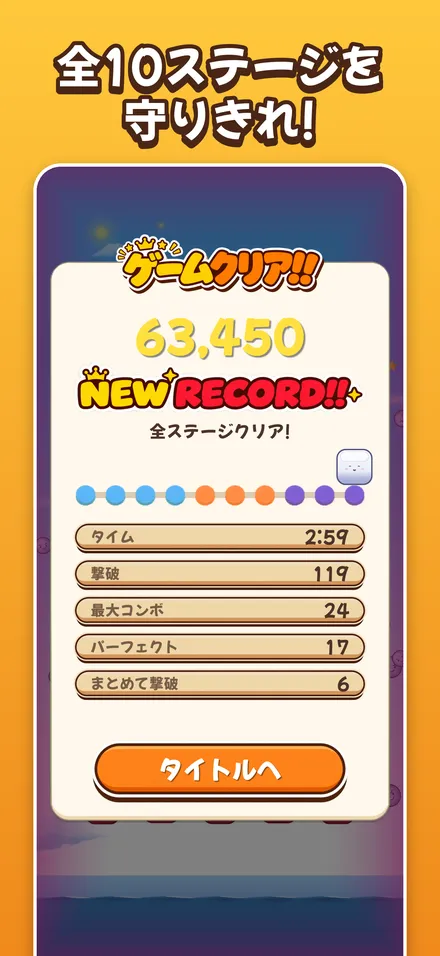 全10ステージを
守りきれ!
ゲームクリア!!
63,450
NEW RECORD!!
全ステージクリア!
タイム 2:59
撃破 119
最大コンボ 24
パーフェクト 17
まとめて撃破 6
タイトルへ